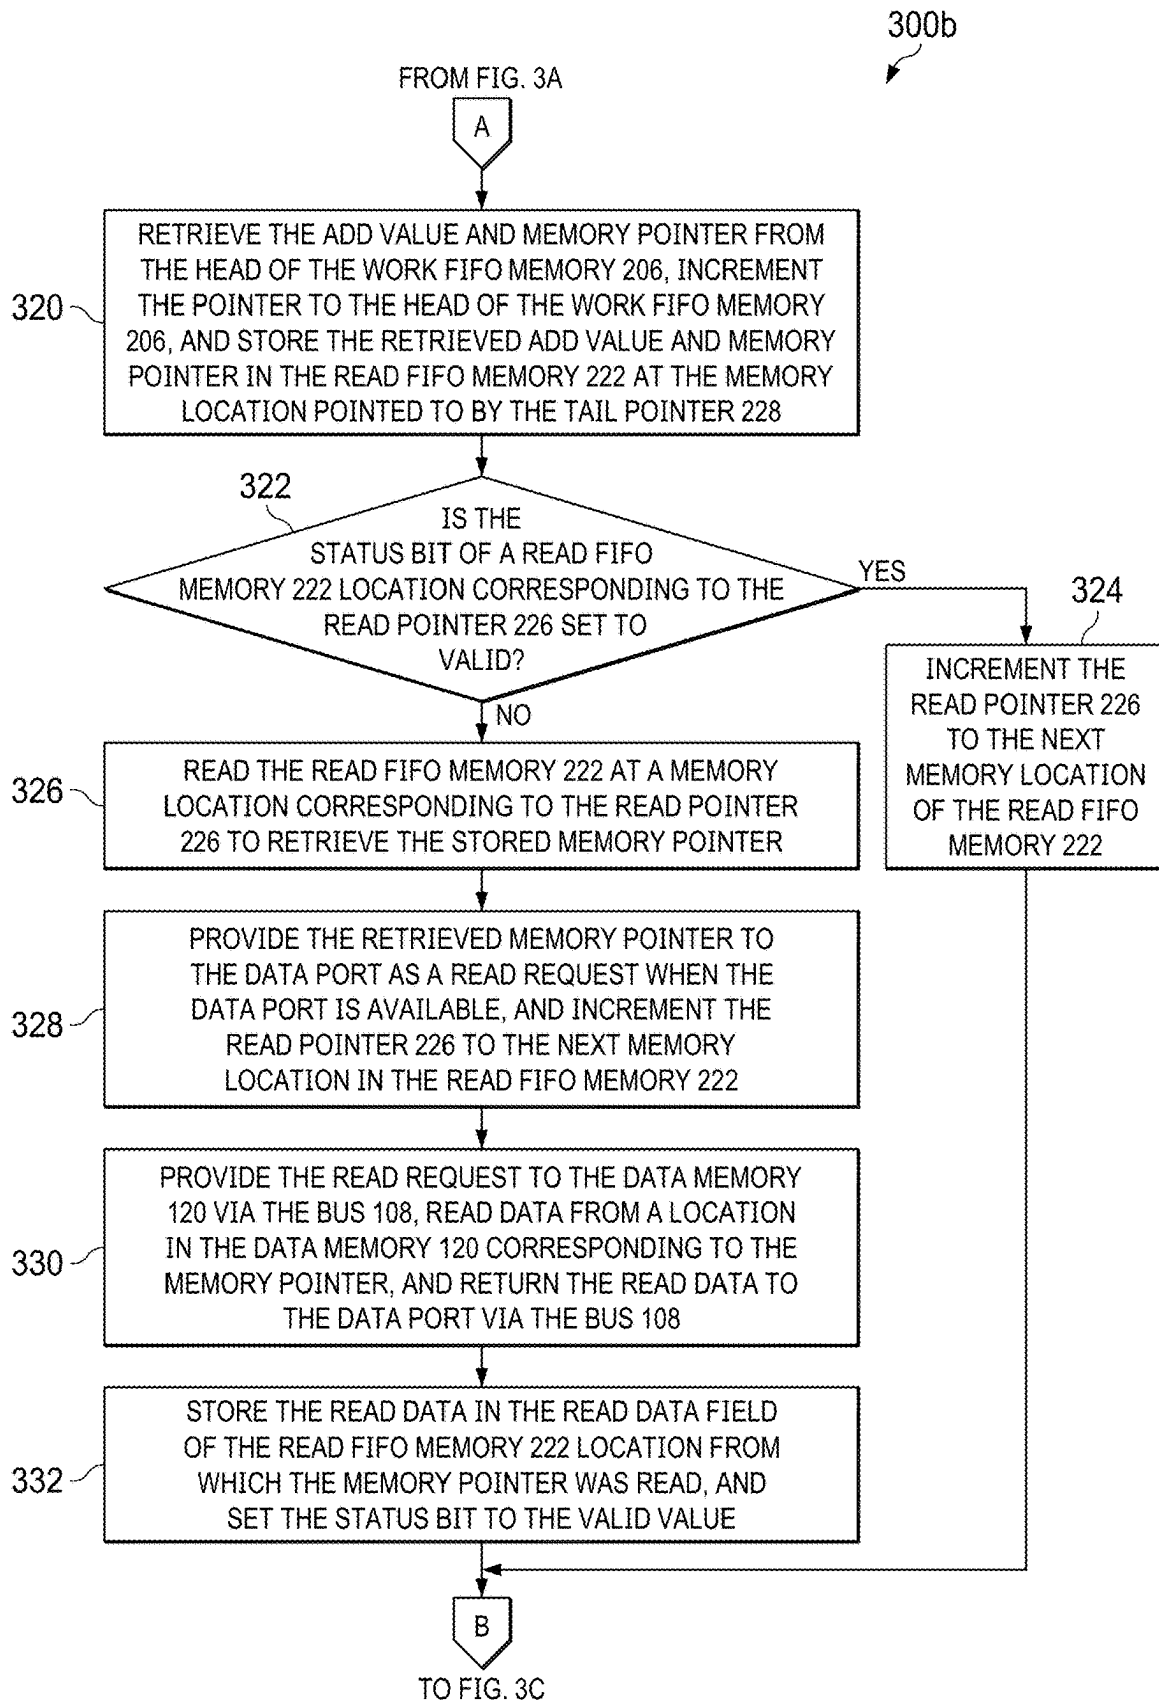 300b
FROM FIG. 3A
A
320
RETRIEVE THE ADD VALUE AND MEMORY POINTER FROM
THE HEAD OF THE WORK FIFO MEMORY 206, INCREMENT
THE POINTER TO THE HEAD OF THE WORK FIFO MEMORY
206, AND STORE THE RETRIEVED ADD VALUE AND MEMORY
POINTER IN THE READ FIFO MEMORY 222 AT THE MEMORY
LOCATION POINTED TO BY THE TAIL POINTER 228
322
IS THE
STATUS BIT OF A READ FIFO
MEMORY 222 LOCATION CORRESPONDING TO THE
READ POINTER 226 SET TO
VALID?
YES
NO
324
INCREMENT THE
READ POINTER 226
TO THE NEXT
MEMORY LOCATION
OF THE READ FIFO
MEMORY 222
326
READ THE READ FIFO MEMORY 222 AT A MEMORY
LOCATION CORRESPONDING TO THE READ POINTER
226 TO RETRIEVE THE STORED MEMORY POINTER
328
PROVIDE THE RETRIEVED MEMORY POINTER TO
THE DATA PORT AS A READ REQUEST WHEN THE
DATA PORT IS AVAILABLE, AND INCREMENT THE
READ POINTER 226 TO THE NEXT MEMORY
LOCATION IN THE READ FIFO MEMORY 222
330
PROVIDE THE READ REQUEST TO THE DATA MEMORY
120 VIA THE BUS 108, READ DATA FROM A LOCATION
IN THE DATA MEMORY 120 CORRESPONDING TO THE
MEMORY POINTER, AND RETURN THE READ DATA TO
THE DATA PORT VIA THE BUS 108
332
STORE THE READ DATA IN THE READ DATA FIELD
OF THE READ FIFO MEMORY 222 LOCATION FROM
WHICH THE MEMORY POINTER WAS READ, AND
SET THE STATUS BIT TO THE VALID VALUE
B
TO FIG. 3C